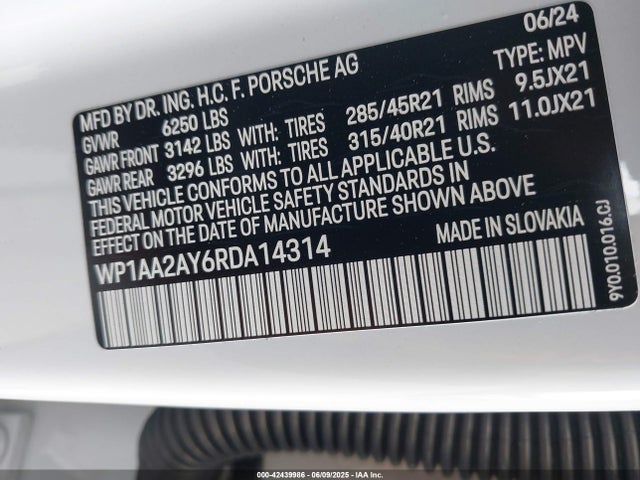 06/24
MFD BY DR. ING. H.C. F. PORSCHE AG TYPE: MPV
GVWR 6250 LBS
GAWR FRONT 3142 LBS WITH: TIRES 285/45R21 RIMS 9.5JX21
GAWR REAR 3296 LBS WITH: TIRES 315/40R21 RIMS 11.0JX21
THIS VEHICLE CONFORMS TO ALL APPLICABLE U.S.
FEDERAL MOTOR VEHICLE SAFETY STANDARDS IN
EFFECT ON THE DATE OF MANUFACTURE SHOWN ABOVE
WP1AA2AY6RDA14314 MADE IN SLOVAKIA
9Y0.010.016.CJ
000-42439986 - 06/09/2025 - IAA Inc.